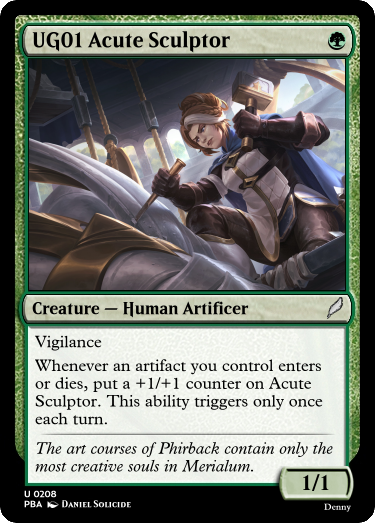 UG01 Acute Sculptor
Creature — Human Artificer
Vigilance
Whenever an artifact you control enters
or dies, put a +1/+1 counter on Acute
Sculptor. This ability triggers only once
each turn.
The art courses of Phirback contain only the
most creative souls in Merialum.
1/1
U 0208
PBA Daniel Solicide
Denny